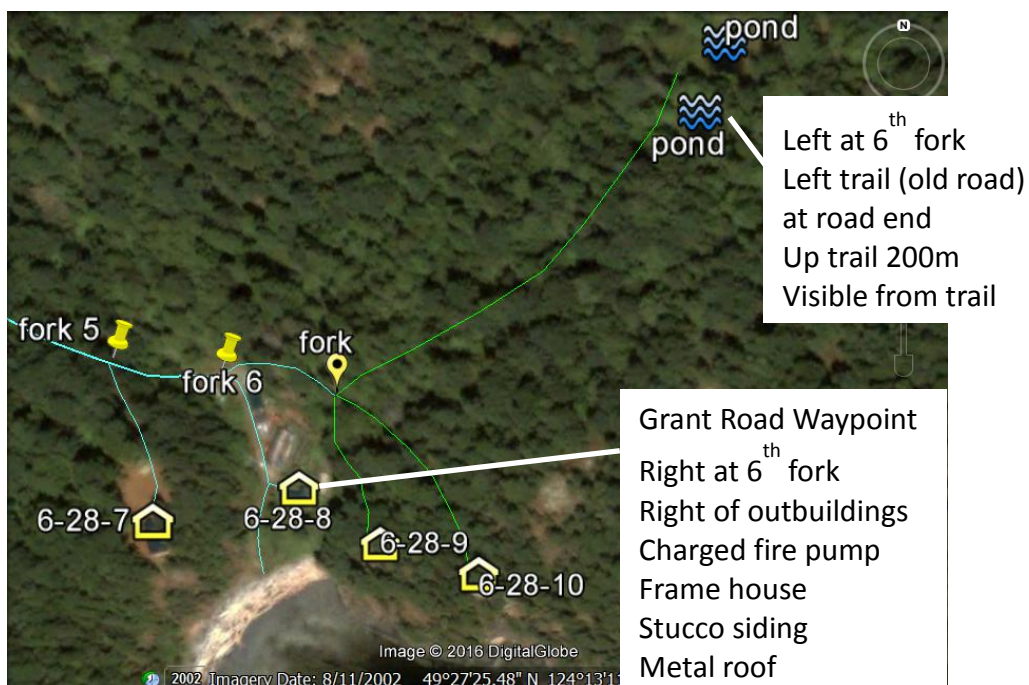 pond
N
pond
Left at 6th fork
Left trail (old road)
at road end
Up trail 200m
Visible from trail
fork 5
fork 6
fork
Grant Road Waypoint
Right at 6th fork
Right of outbuildings
Charged fire pump
Frame house
Stucco siding
Metal roof
6-28-7
6-28-8
6-28-9
6-28-10
Image © 2016 DigitalGlobe
2002 Imagery Date: 8/11/2002 49°27'25.48" N 124°13'1